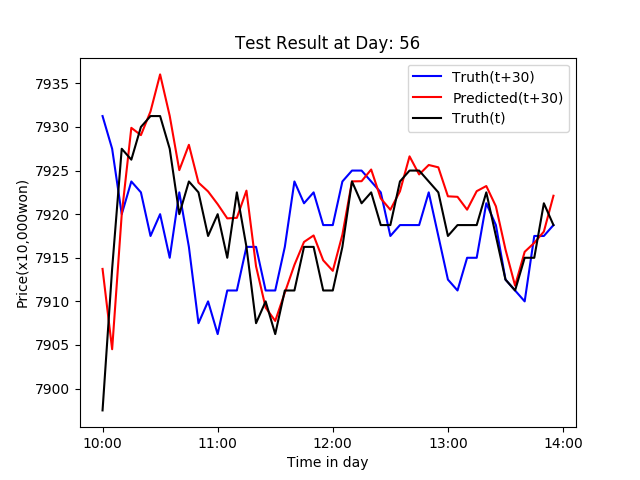 Test Result at Day: 56
Truth(t+30)
Predicted(t+30)
Truth(t)
Price(x10,000won)
7935
7930
7925
7920
7915
7910
7905
7900
10:00 11:00 12:00 13:00 14:00
Time in day